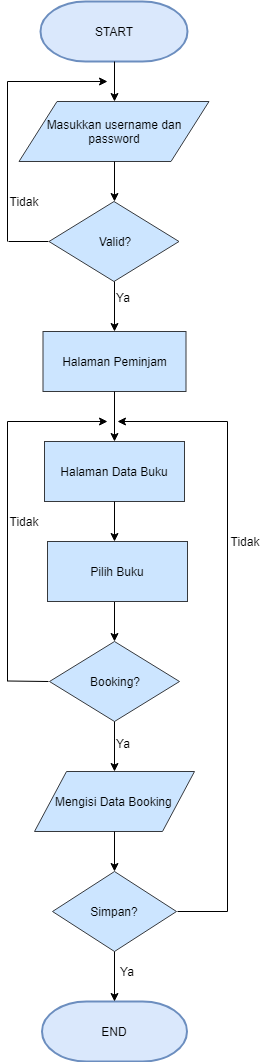 START
Masukkan username dan
password
Tidak
Valid?
Ya
Halaman Peminjam
Halaman Data Buku
Tidak
Tidak
Pilih Buku
Booking?
Ya
Mengisi Data Booking
Simpan?
Ya
END